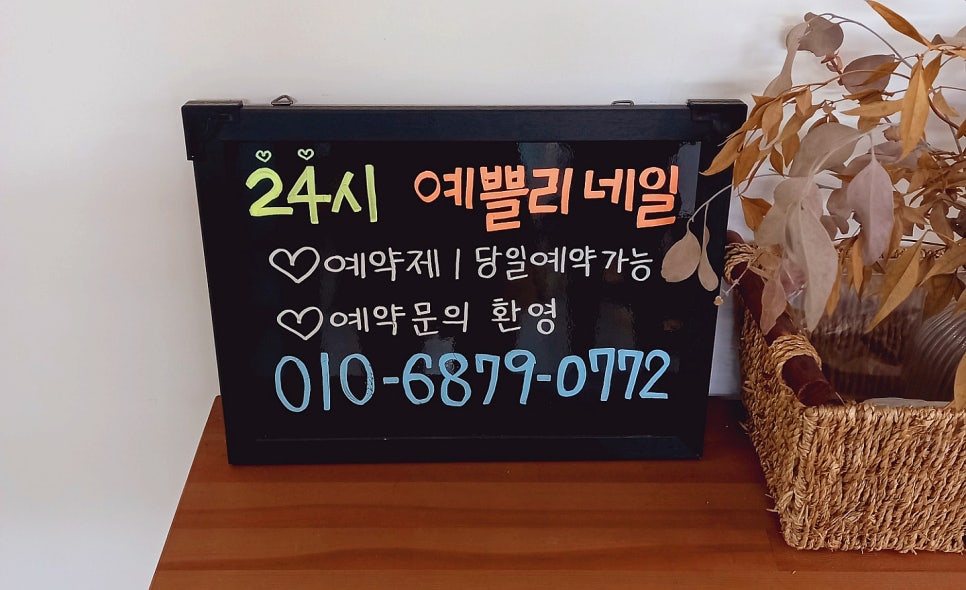 24시 예쁠리네일
♡예약제 | 당일예약가능
♡예약문의 환영
010-6879-0772